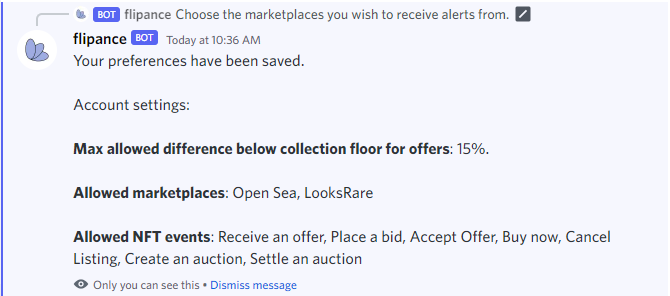 BOT flipance Choose the marketplaces you wish to receive alerts from.
flipance BOT Today at 10:36 AM
Your preferences have been saved.
Account settings:
Max allowed difference below collection floor for offers: 15%.
Allowed marketplaces: Open Sea, LooksRare
Allowed NFT events: Receive an offer, Place a bid, Accept Offer, Buy now, Cancel
Listing, Create an auction, Settle an auction
Only you can see this • Dismiss message